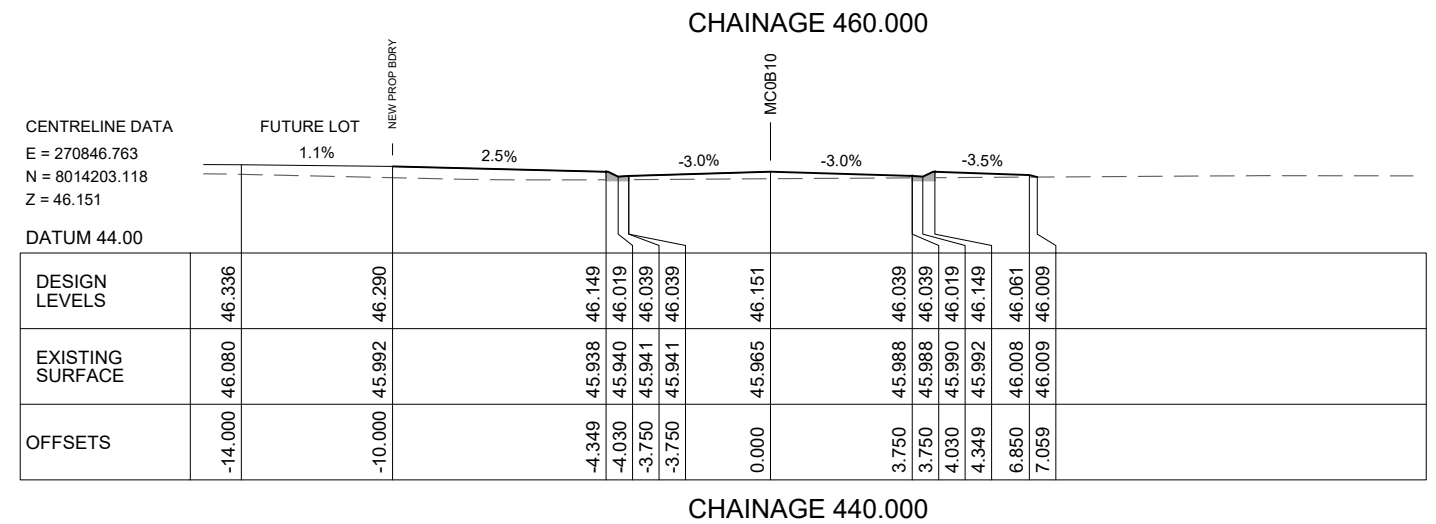 CHAINAGE 460.000
NEW PROP BDRY
MC0B10
CENTRELINE DATA
FUTURE LOT
E = 270846.763
1.1%
2.5%
-3.0%
-3.0%
-3.5%
N = 8014203.118
Z = 46.151
DATUM 44.00
DESIGN
LEVELS
46.336
46.290
46.149
46.019
46.039
46.039
46.151
46.039
46.039
46.019
46.149
46.061
46.009
EXISTING
SURFACE
46.080
45.992
45.938
45.940
45.941
45.941
45.965
45.988
45.988
45.990
45.992
46.008
46.009
OFFSETS
-14.000
-10.000
-4.349
-4.030
-3.750
-3.750
0.000
3.750
3.750
4.030
4.349
6.850
7.059
CHAINAGE 440.000